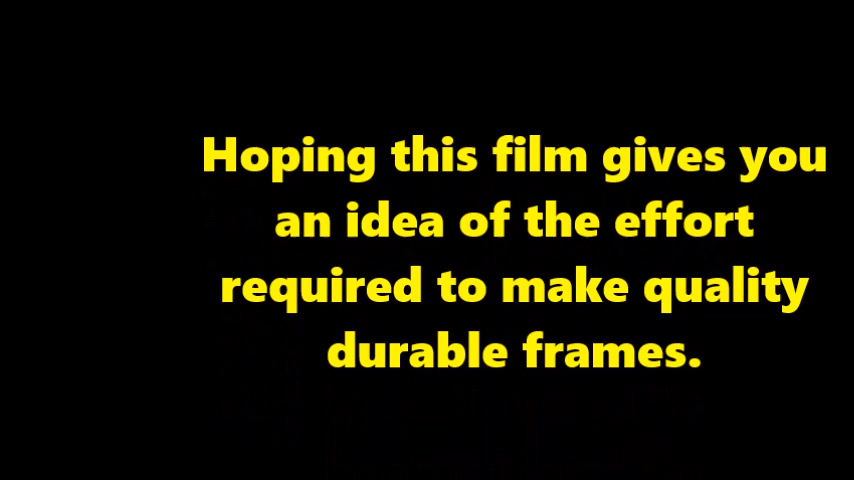 Hoping this film gives you
an idea of the effort
required to make quality
durable frames.